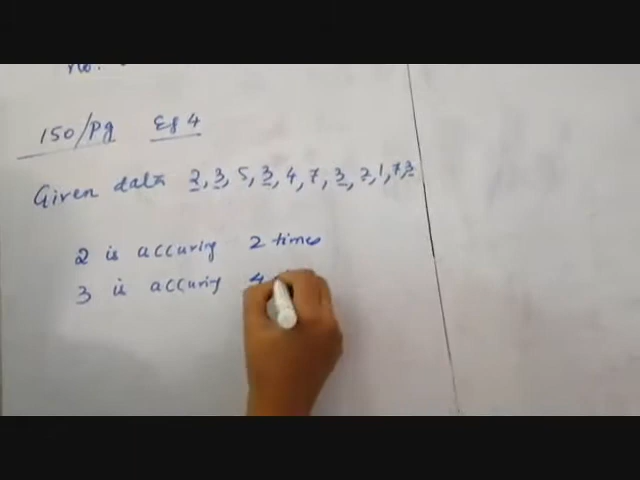 no.
150/pg Eg 4
Given data 2, 3, 5, 3, 4, 7, 3, 2, 1, 7, 3
2 is accuring 2 times
3 is accuring 4